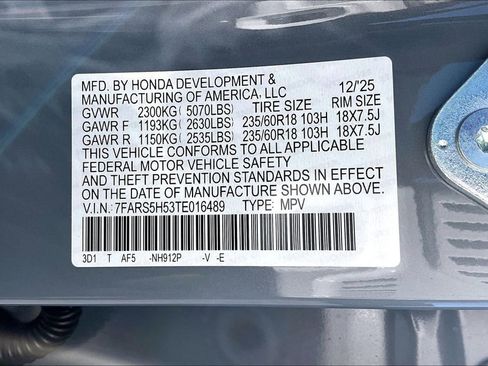 MFD. BY HONDA DEVELOPMENT &
MANUFACTURING OF AMERICA, LLC 12/'25
GVWR 2300KG ( 5070LBS) TIRE SIZE RIM SIZE
GAWR F 1193KG ( 2630LBS) 235/60R18 103H 18X7.5J
GAWR R 1150KG ( 2535LBS) 235/60R18 103H 18X7.5J
THIS VEHICLE CONFORMS TO ALL APPLICABLE
FEDERAL MOTOR VEHICLE SAFETY
AND THEFT PREVENTION STANDARDS IN EFFECT
ON THE DATE OF MANUFACTURE SHOWN ABOVE.
V.I.N.: 7FARS5H53TE016489 TYPE: MPV
3D1 T AF5 -NH912P -V -E